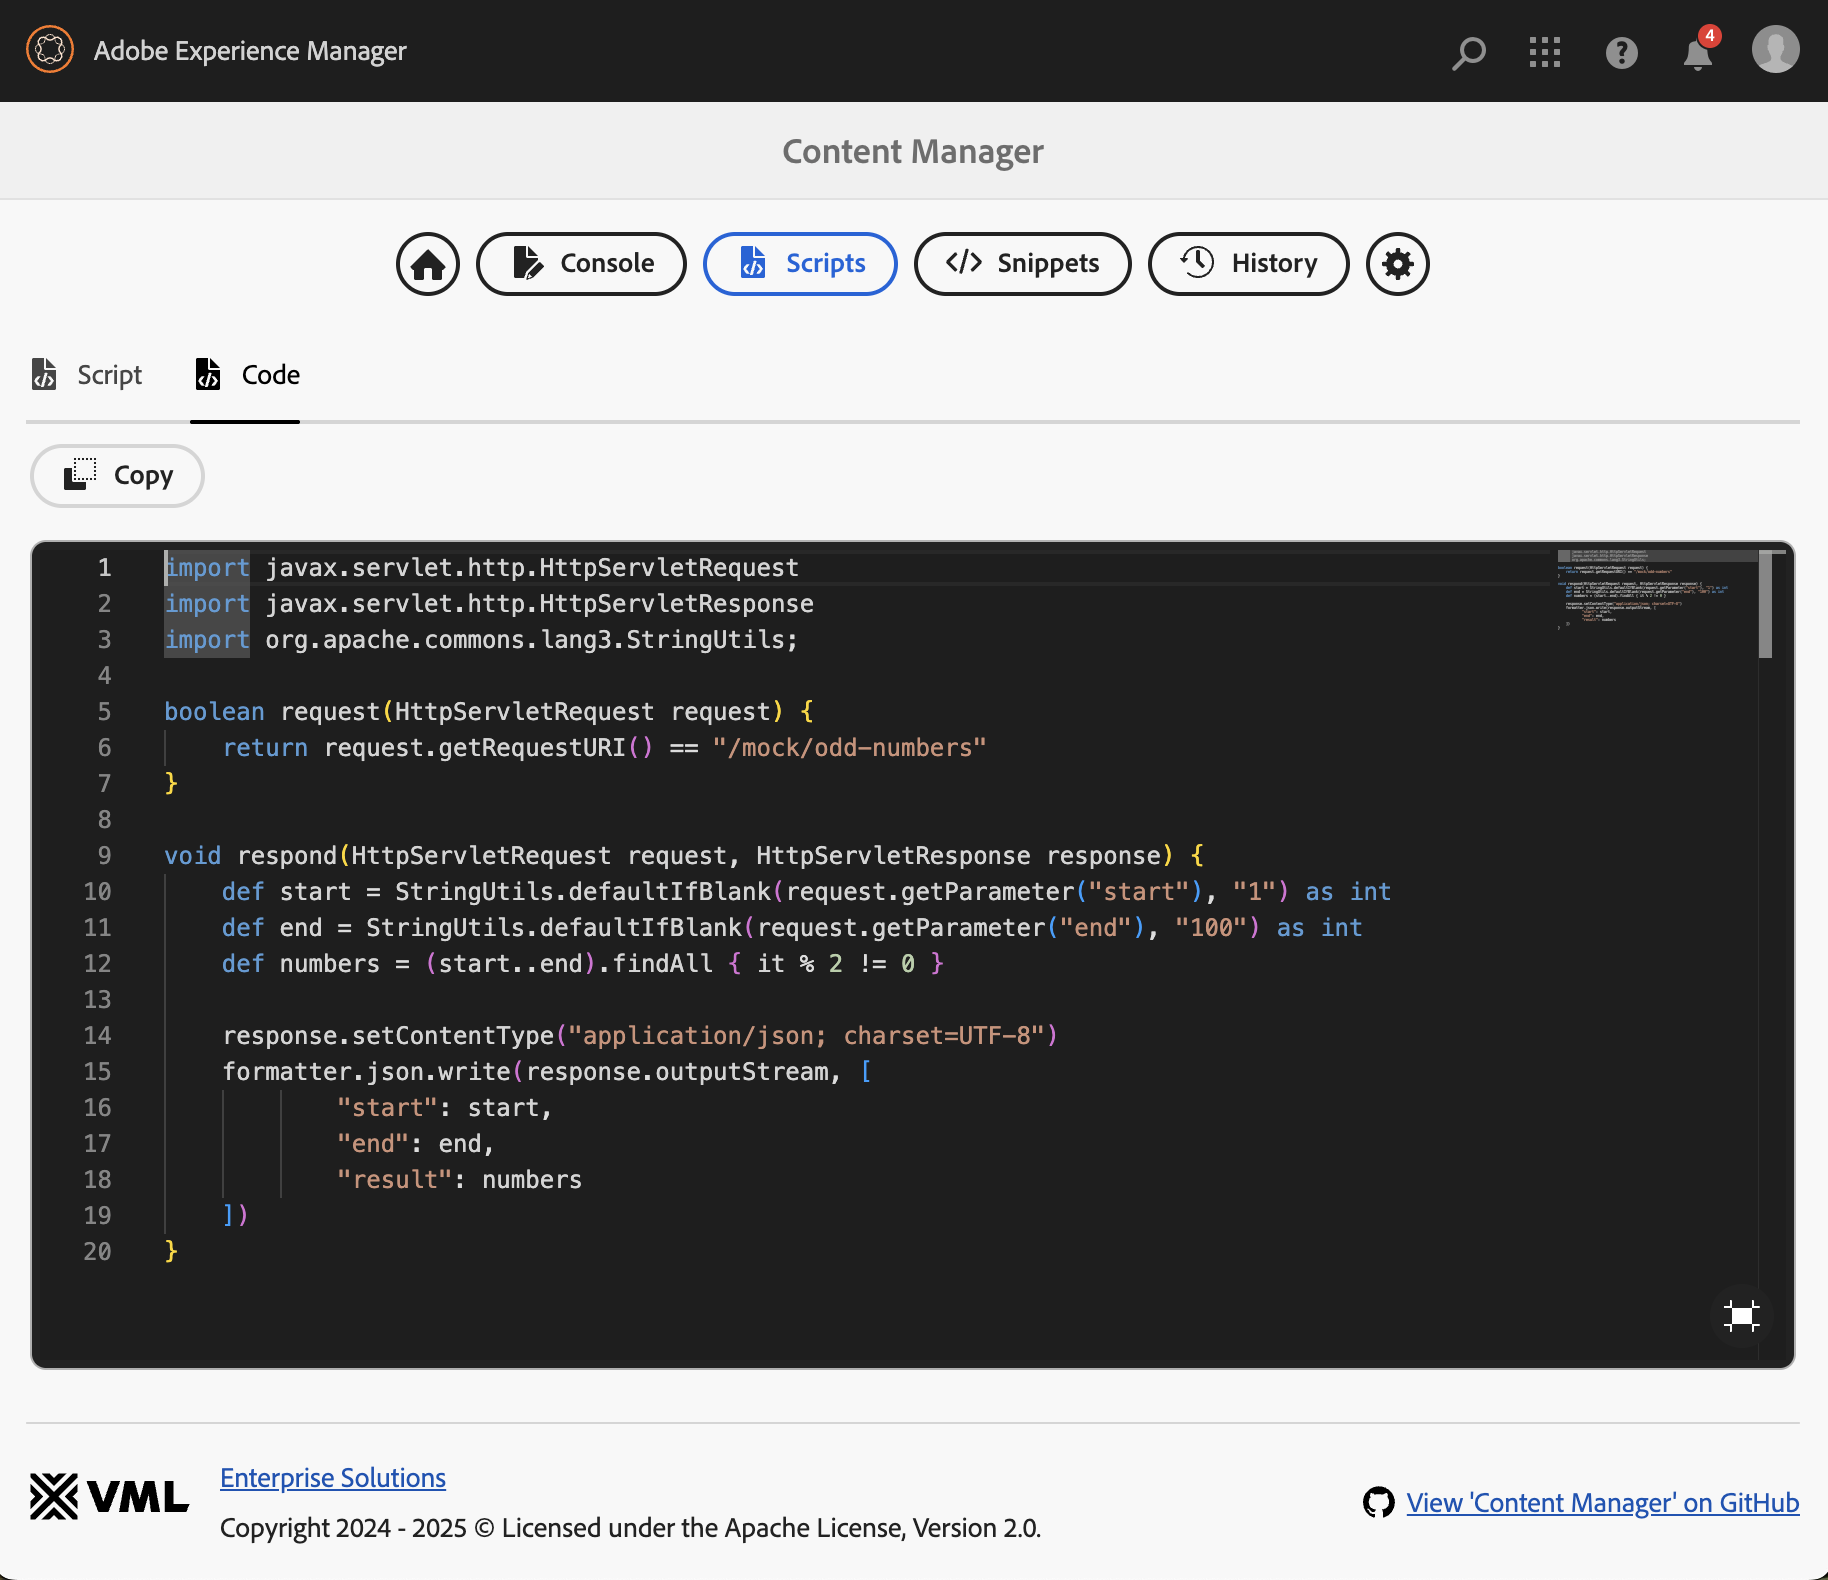 Adobe Experience Manager
4
Content Manager
Console
Scripts
Snippets
History
Script
Code
Copy
1 import javax.servlet.http.HttpServletRequest
2 import javax.servlet.http.HttpServletResponse
3 import org.apache.commons.lang3.StringUtils;
4
5 boolean request(HttpServletRequest request) {
6     return request.getRequestURI() == "/mock/odd-numbers"
7 }
8
9 void respond(HttpServletRequest request, HttpServletResponse response) {
10     def start = StringUtils.defaultIfBlank(request.getParameter("start"), "1") as int
11     def end = StringUtils.defaultIfBlank(request.getParameter("end"), "100") as int
12     def numbers = (start..end).findAll { it % 2 != 0 }
13
14     response.setContentType("application/json; charset=UTF-8")
15     formatter.json.write(response.outputStream, [
16             "start": start,
17             "end": end,
18             "result": numbers
19     ])
20 }
VML
Enterprise Solutions
Copyright 2024 - 2025 © Licensed under the Apache License, Version 2.0.
View 'Content Manager' on GitHub